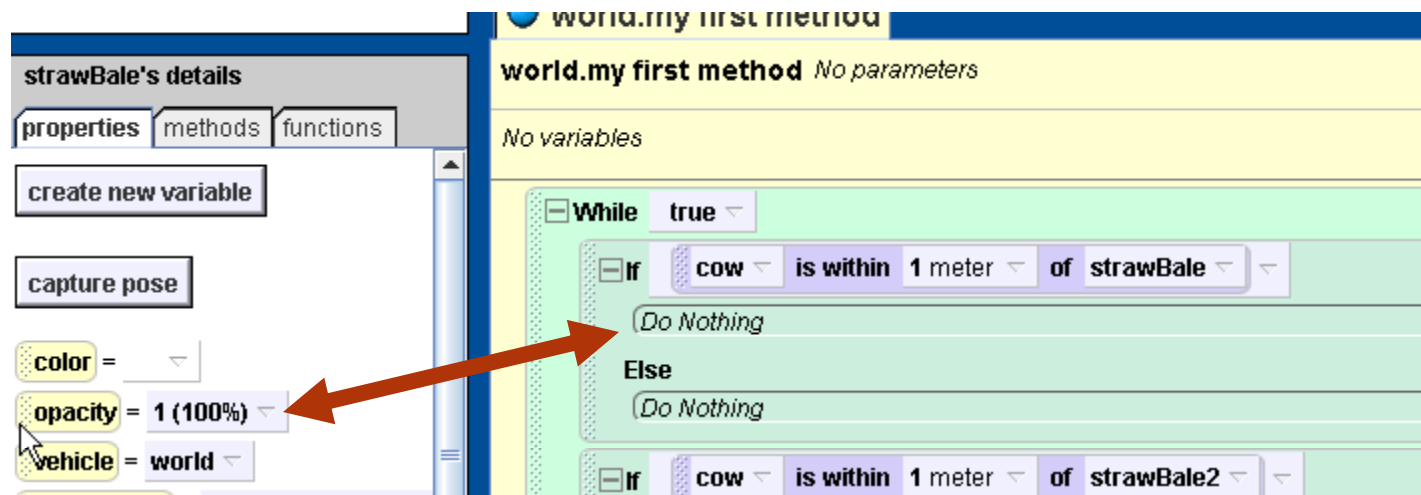 world.my first method
strawBale's details
properties methods functions
create new variable
capture pose
color =
opacity = 1 (100%)
vehicle = world
world.my first method No parameters
No variables
While true
If cow is within 1 meter of strawBale
Do Nothing
Else
Do Nothing
If cow is within 1 meter of strawBale2